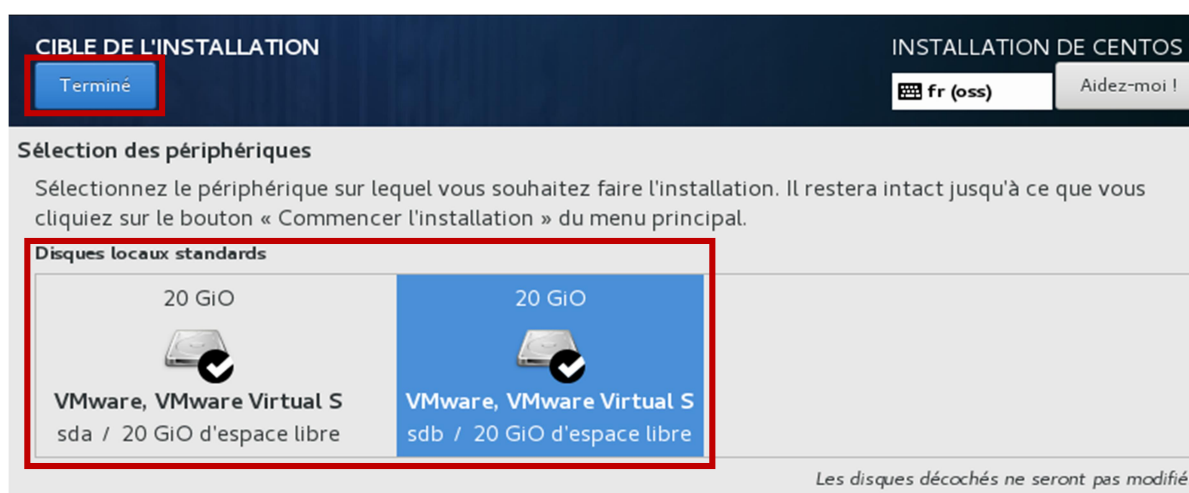 CIBLE DE L'INSTALLATION
INSTALLATION DE CENTOS
Terminé
fr (oss)
Aidez-moi !
Sélection des périphériques
Sélectionnez le périphérique sur lequel vous souhaitez faire l'installation. Il restera intact jusqu'à ce que vous
cliquiez sur le bouton « Commencer l'installation » du menu principal.
Disques locaux standards
20 GiO
20 GiO
VMware, VMware Virtual S
VMware, VMware Virtual S
sda / 20 GiO d'espace libre
sdb / 20 GiO d'espace libre
Les disques décochés ne seront pas modifié